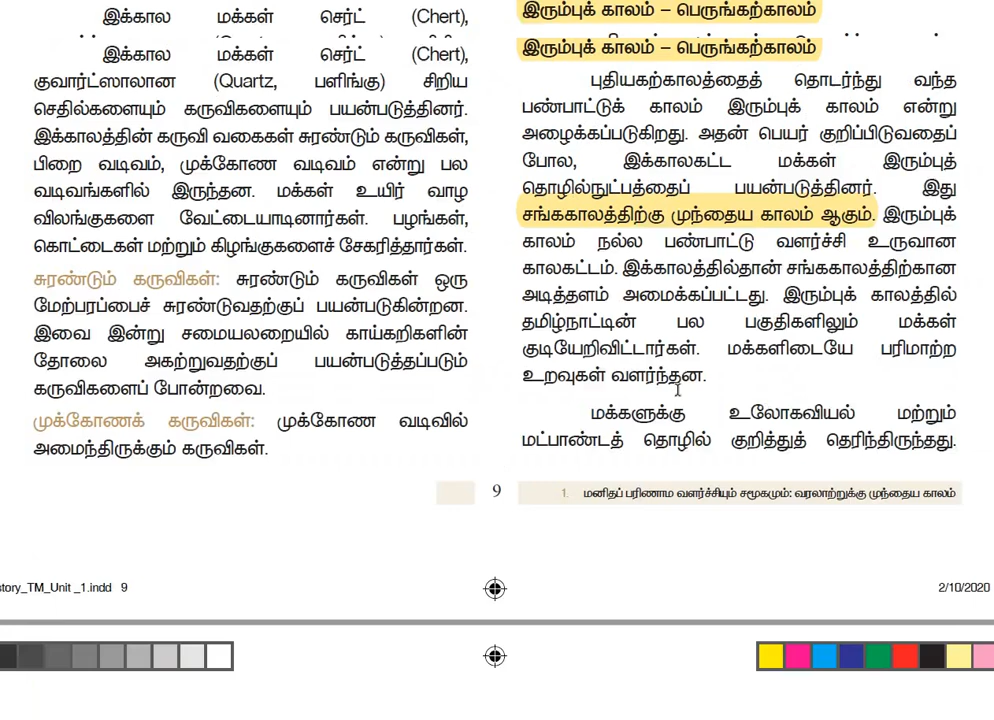 இக்கால மக்கள் செர்ட் (Chert),
இக்கால மக்கள் செர்ட் (Chert),
குவார்ட்ஸாலான (Quartz, பளிங்கு) சிறிய
செதில்களையும் கருவிகளையும் பயன்படுத்தினர்.
இக்காலத்தின் கருவி வகைகள் சுரண்டும் கருவிகள்,
பிறை வடிவம், முக்கோண வடிவம் என்று பல
வடிவங்களில் இருந்தன. மக்கள் உயிர் வாழ
விலங்குகளை வேட்டையாடினார்கள். பழங்கள்,
கொட்டைகள் மற்றும் கிழங்குகளைச் சேகரித்தார்கள்.
சுரண்டும் கருவிகள்: சுரண்டும் கருவிகள் ஒரு
மேற்பரப்பைச் சுரண்டுவதற்குப் பயன்படுகின்றன.
இவை இன்று சமையலறையில் காய்கறிகளின்
தோலை அகற்றுவதற்குப் பயன்படுத்தப்படும்
கருவிகளைப் போன்றவை.
முக்கோணக் கருவிகள்: முக்கோண வடிவில்
அமைந்திருக்கும் கருவிகள்.
இரும்புக் காலம் – பெருங்கற்காலம்
இரும்புக் காலம் – பெருங்கற்காலம்
புதியகற்காலத்தைத் தொடர்ந்து வந்த
பண்பாட்டுக் காலம் இரும்புக் காலம் என்று
அழைக்கப்படுகிறது. அதன் பெயர் குறிப்பிடுவதைப்
போல, இக்காலகட்ட மக்கள் இரும்புத்
தொழில்நுட்பத்தைப் பயன்படுத்தினர். இது
சங்ககாலத்திற்கு முந்தைய காலம் ஆகும். இரும்புக்
காலம் நல்ல பண்பாட்டு வளர்ச்சி உருவான
காலகட்டம். இக்காலத்தில்தான் சங்ககாலத்திற்கான
அடித்தளம் அமைக்கப்பட்டது. இரும்புக் காலத்தில்
தமிழ்நாட்டின் பல பகுதிகளிலும் மக்கள்
குடியேறிவிட்டார்கள். மக்களிடையே பரிமாற்ற
உறவுகள் வளர்ந்தன.
மக்களுக்கு உலோகவியல் மற்றும்
மட்பாண்டத் தொழில் குறித்துத் தெரிந்திருந்தது.
9
1. மனிதப் பரிணாம வளர்ச்சியும் சமூகமும்: வரலாற்றுக்கு முந்தைய காலம்
story_TM_Unit _1.indd 9
2/10/2020